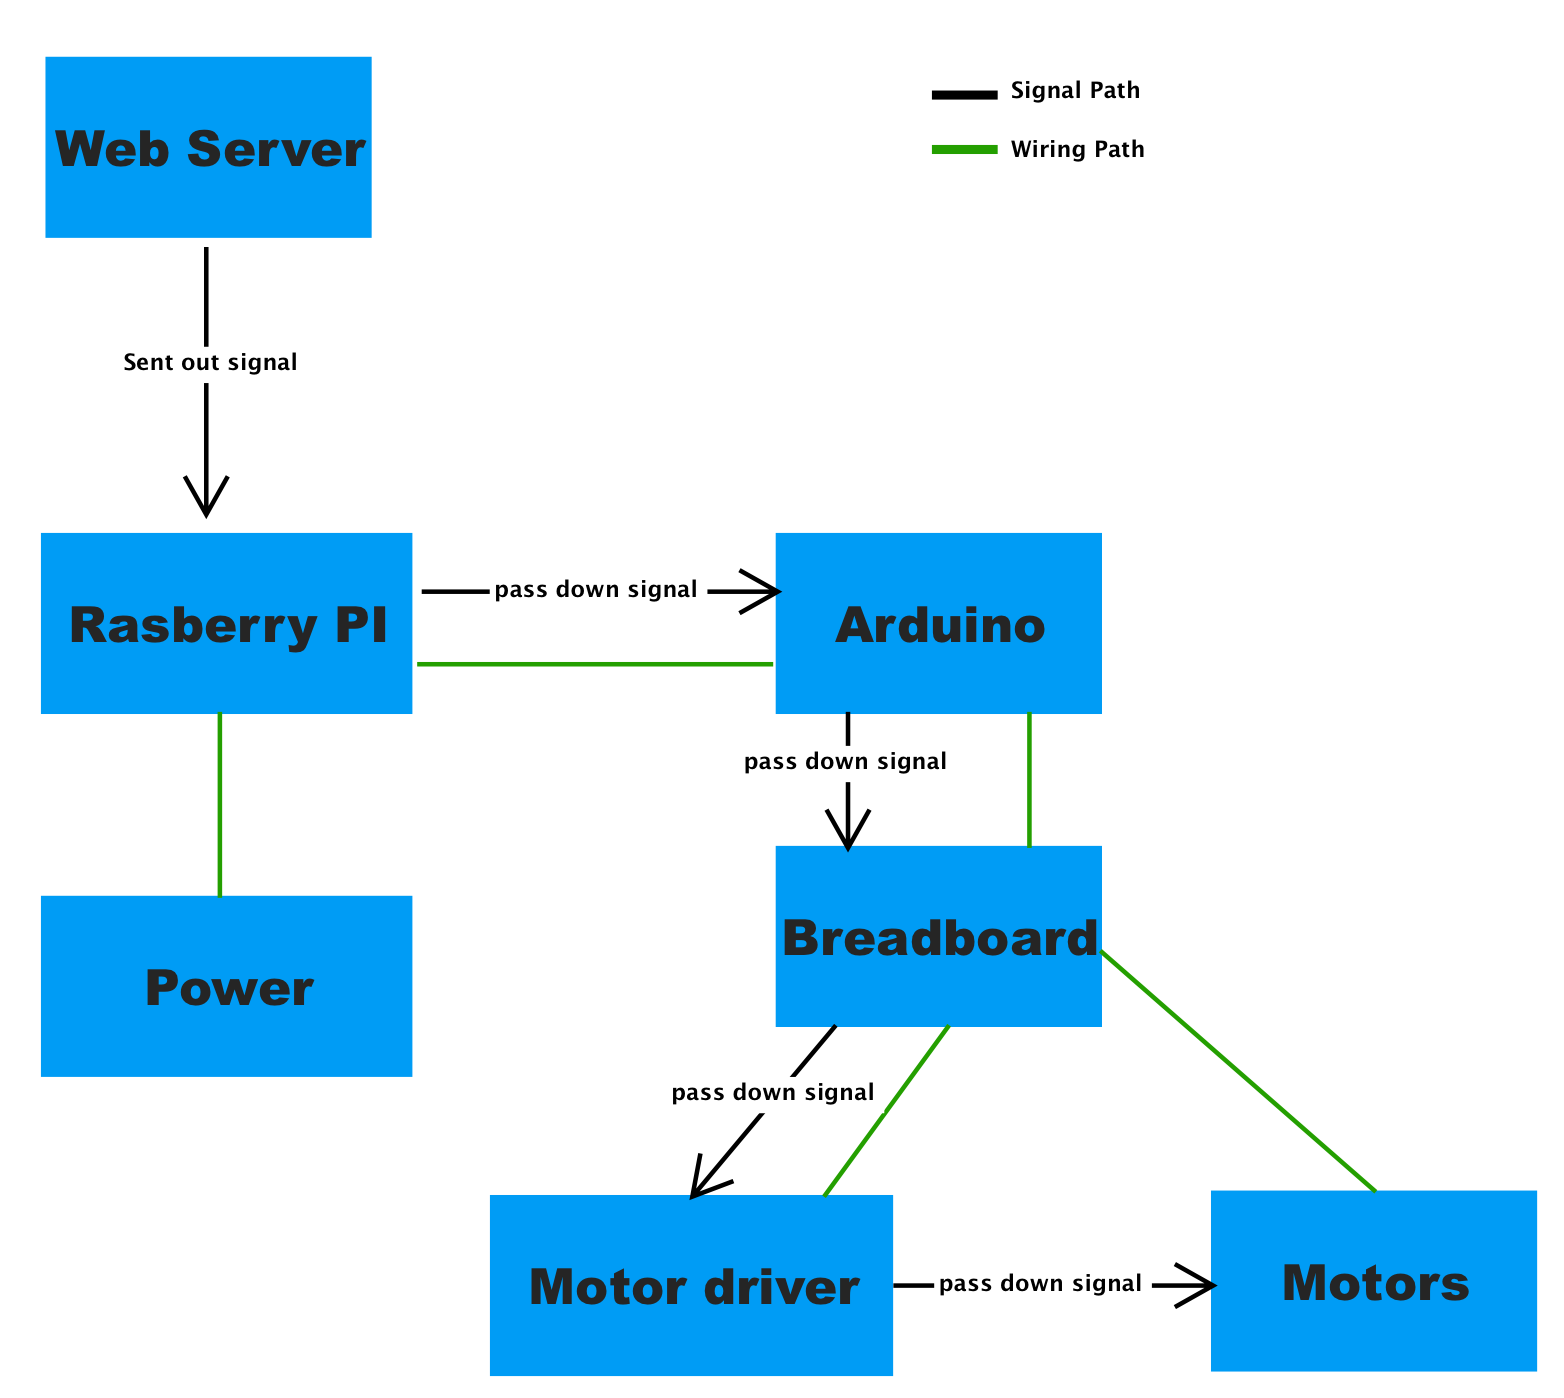 Web Server
Signal Path
Wiring Path
Sent out signal
Rasberry PI
pass down signal
Arduino
pass down signal
Breadboard
Power
pass down signal
Motor driver
pass down signal
Motors